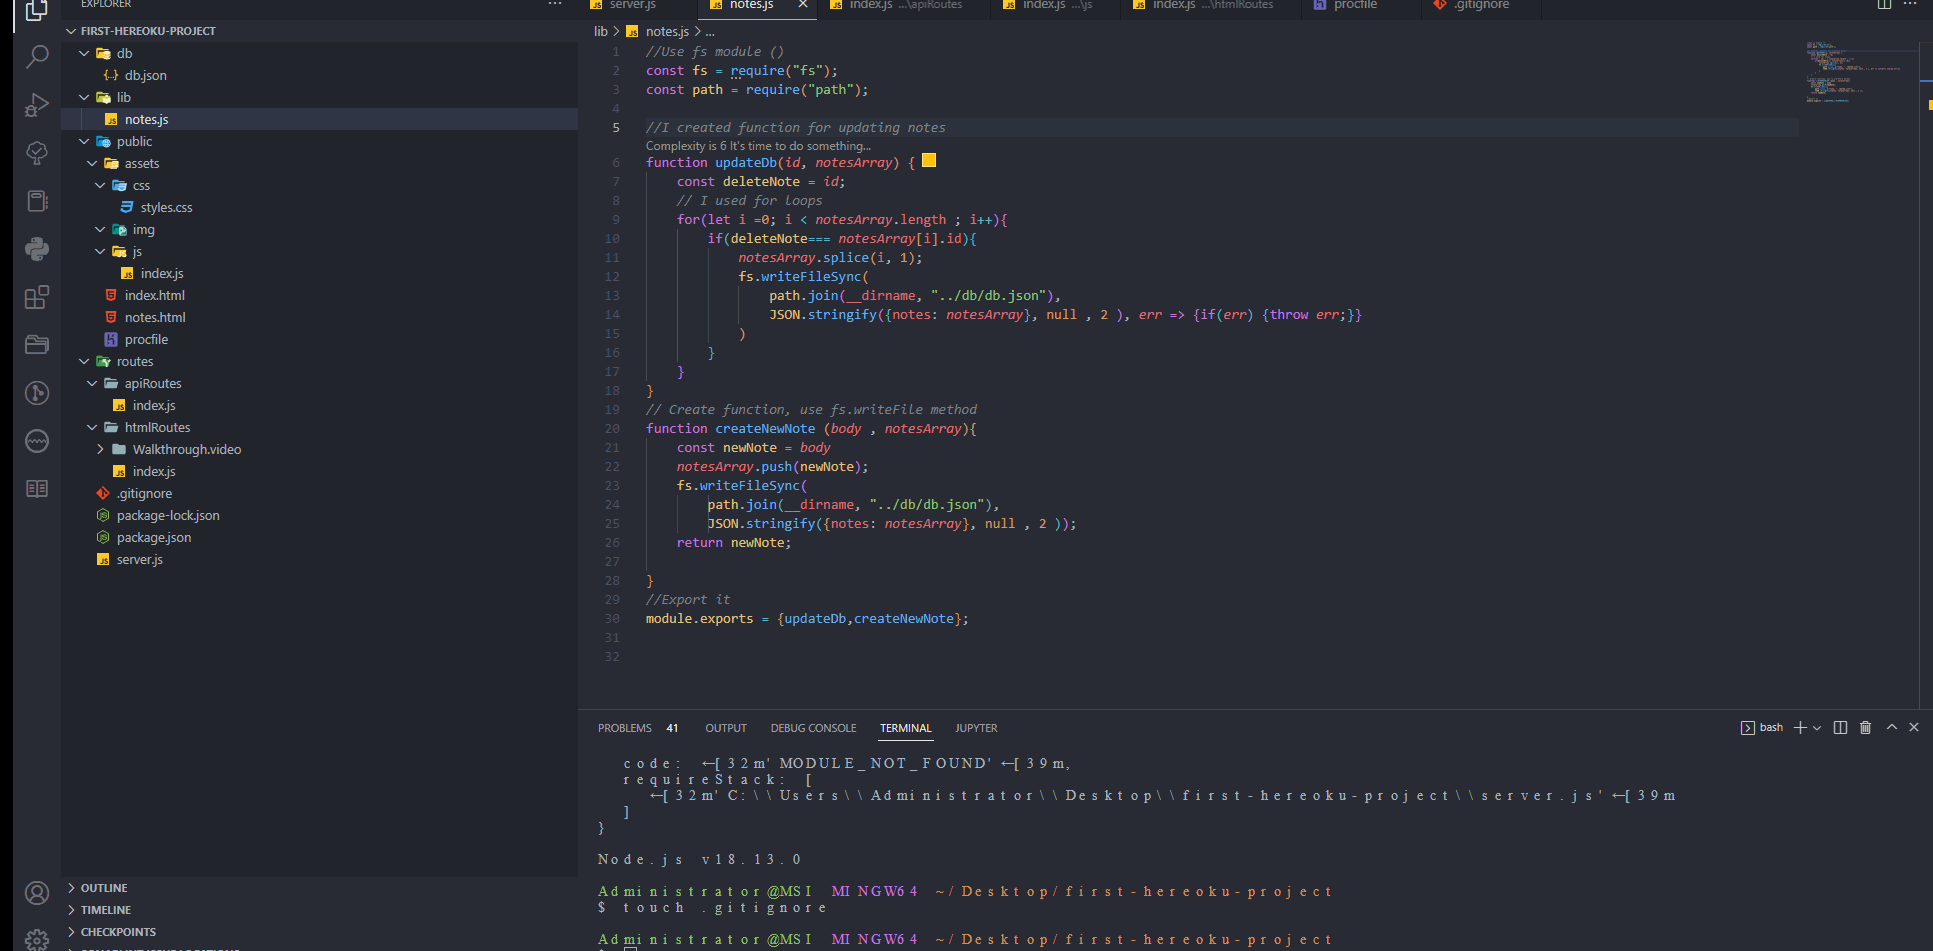 EXPLORER
FIRST-HEREOKU-PROJECT
db
db.json
lib
notes.js
public
assets
css
styles.css
img
js
index.js
index.html
notes.html
procfile
routes
apiRoutes
index.js
htmlRoutes
Walkthrough.video
index.js
.gitignore
package-lock.json
package.json
server.js
OUTLINE
TIMELINE
CHECKPOINTS
server.js notes.js index.js ...\apiRoutes index.js ...\js index.js ...\htmlRoutes procfile .gitignore
lib > notes.js > ...
1 //Use fs module ()
2 const fs = require("fs");
3 const path = require("path");
4
5 //I created function for updating notes
Complexity is 6 It's time to do something...
6 function updateDb(id, notesArray) {
7 const deleteNote = id;
8 // I used for loops
9 for(let i =0; i < notesArray.length ; i++){
10 if(deleteNote=== notesArray[i].id){
11 notesArray.splice(i, 1);
12 fs.writeFileSync(
13 path.join(__dirname, "../db/db.json"),
14 JSON.stringify({notes: notesArray}, null , 2 ), err => {if(err) {throw err;}}
15 )
16 }
17 }
18 }
19 // Create function, use fs.writeFile method
20 function createNewNote (body , notesArray){
21 const newNote = body
22 notesArray.push(newNote);
23 fs.writeFileSync(
24 path.join(__dirname, "../db/db.json"),
25 JSON.stringify({notes: notesArray}, null , 2 ));
26 return newNote;
27
28 }
29 //Export it
30 module.exports = {updateDb,createNewNote};
31
32
PROBLEMS 41 OUTPUT DEBUG CONSOLE TERMINAL JUPYTER bash
code: ←[32m'MODULE_NOT_FOUND'←[39m,
requireStack: [
←[32m'C:\\Users\\Administrator\\Desktop\\first-hereoku-project\\server.js'←[39m
]
}
Node.js v18.13.0
Administrator@MSI MINGW64 ~/Desktop/first-hereoku-project
$ touch .gitignore
Administrator@MSI MINGW64 ~/Desktop/first-hereoku-project